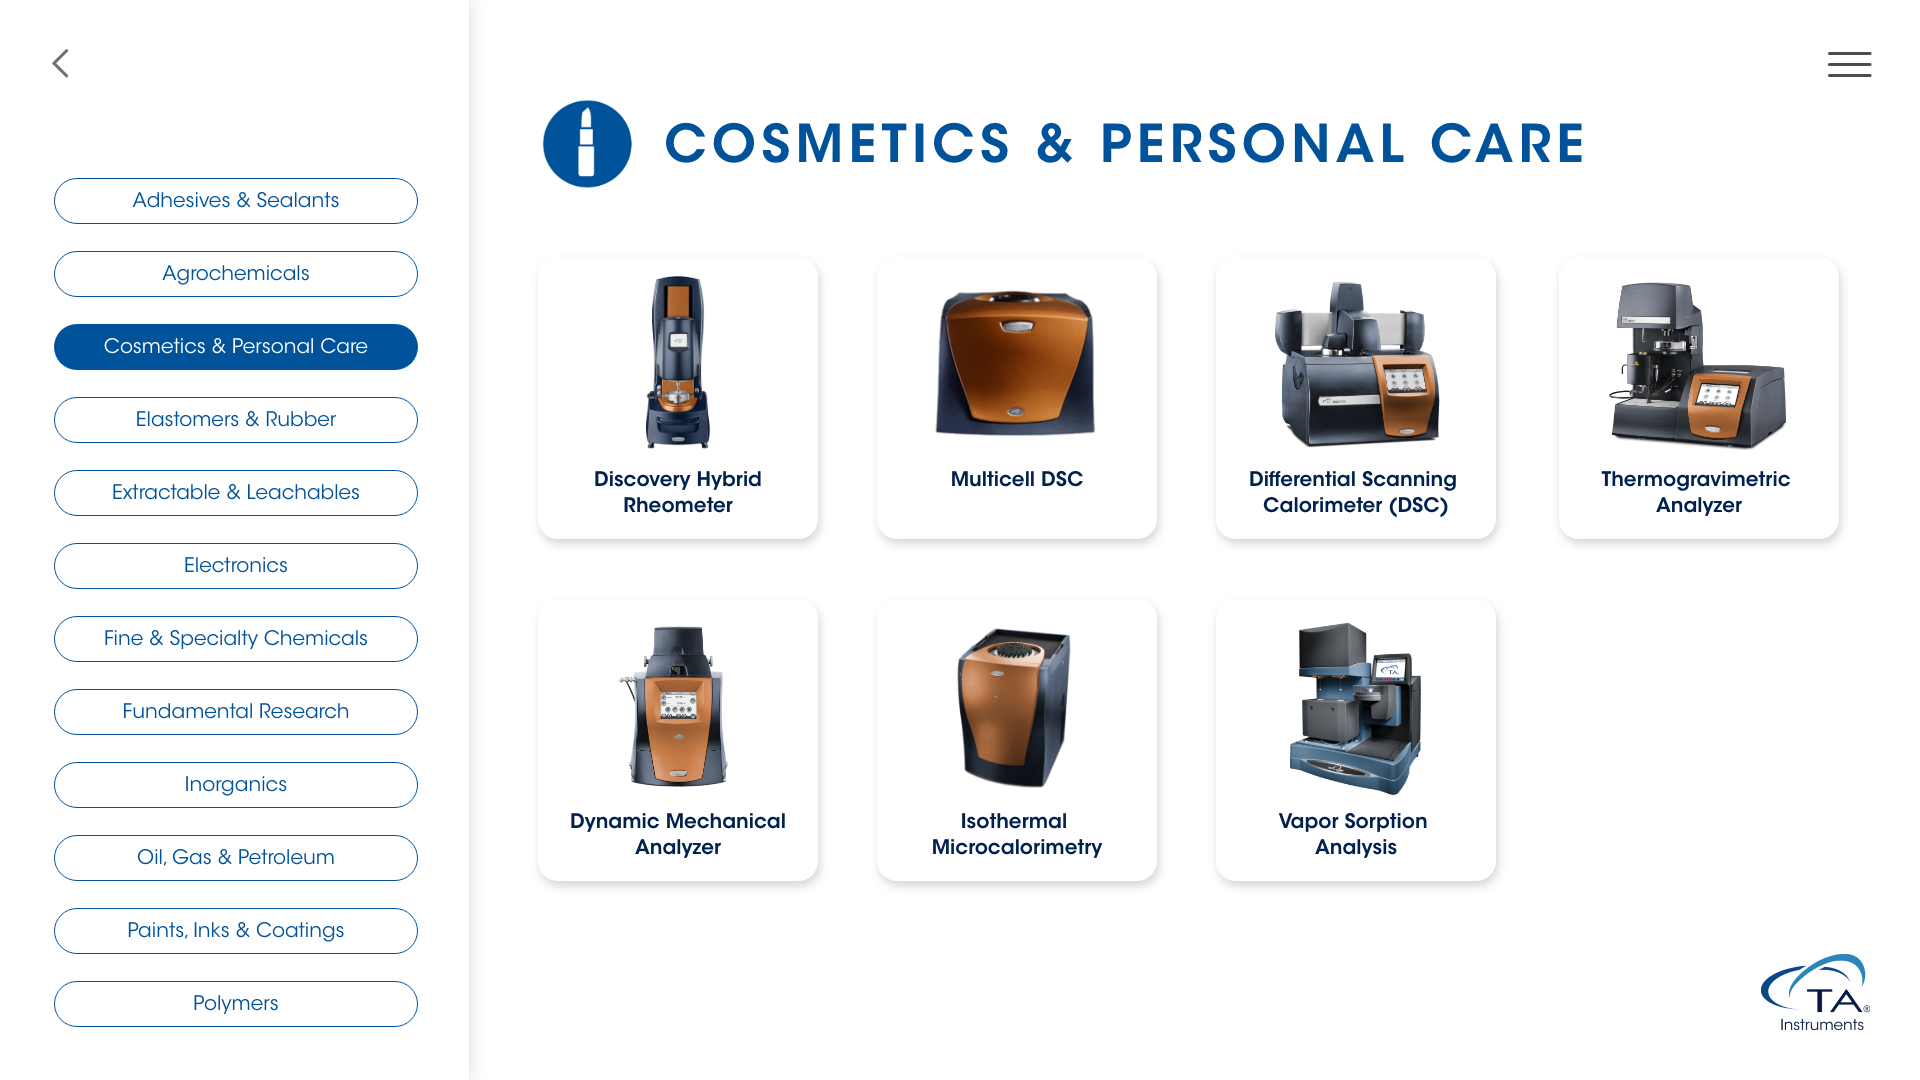 COSMETICS & PERSONAL CARE
Adhesives & Sealants
Agrochemicals
Cosmetics & Personal Care
Elastomers & Rubber
Extractable & Leachables
Electronics
Fine & Specialty Chemicals
Fundamental Research
Inorganics
Oil, Gas & Petroleum
Paints, Inks & Coatings
Polymers
Discovery Hybrid
Rheometer
Multicell DSC
Differential Scanning
Calorimeter (DSC)
Thermogravimetric
Analyzer
Dynamic Mechanical
Analyzer
Isothermal
Microcalorimetry
Vapor Sorption
Analysis
TA®
Instruments